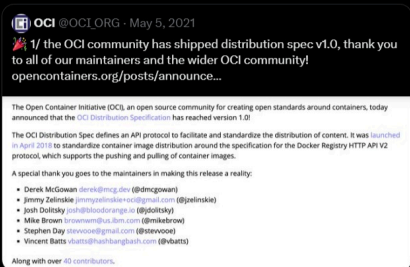 OCI @OCI_ORG · May 5, 2021
🎉 1/ the OCI community has shipped distribution spec v1.0, thank you
to all of our maintainers and the wider OCI community!
opencontainers.org/posts/announce...
The Open Container Initiative (OCI), an open source community for creating open standards around containers, today
announced that the OCI Distribution Specification has reached version 1.0!
The OCI Distribution Spec defines an API protocol to facilitate and standardize the distribution of content. It was launched
in April 2018 to standardize container image distribution around the specification for the Docker Registry HTTP API V2
protocol, which supports the pushing and pulling of container images.
A special thank you goes to the maintainers in making this release a reality:
• Derek McGowan derek@mcg.dev (@dmcgowan)
• Jimmy Zelinskie jimmyzelinskie+oci@gmail.com (@jzelinskie)
• Josh Dolitsky josh@bloodorange.io (@jdolitsky)
• Mike Brown brownwm@us.ibm.com (@mikebrow)
• Stephen Day stevvooe@gmail.com (@stevvooe)
• Vincent Batts vbatts@hashbangbash.com (@vbatts)
Along with over 40 contributors.